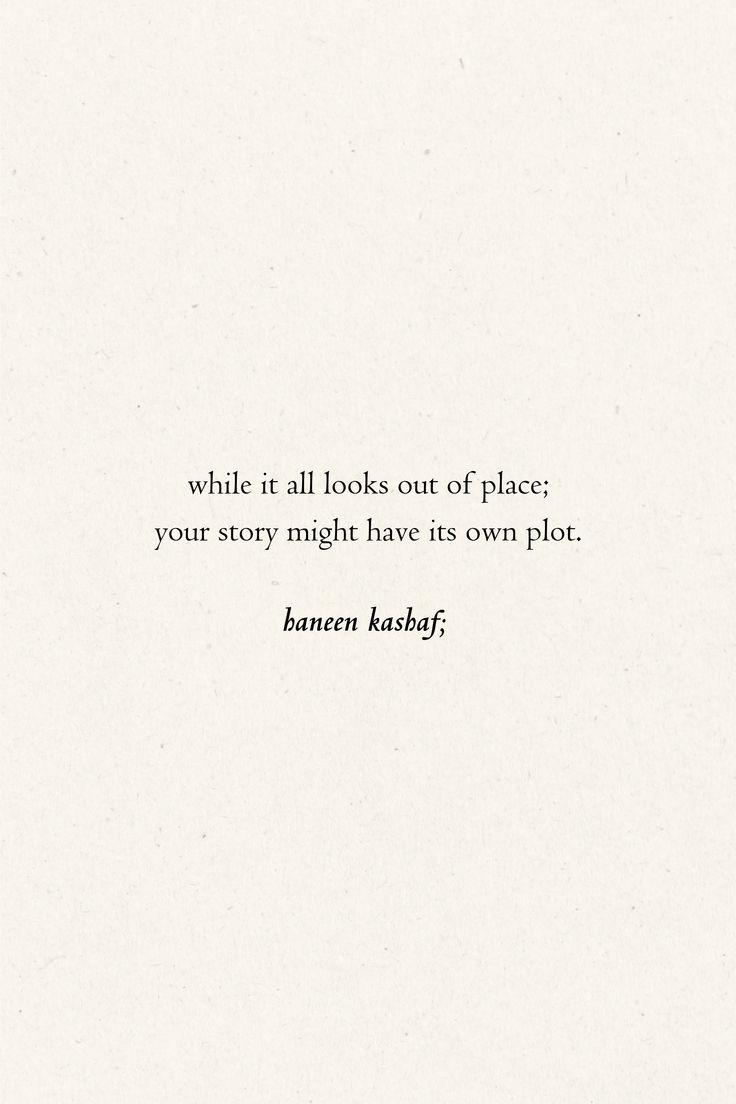 while it all looks out of place;
your story might have its own plot.
haneen kashaf;